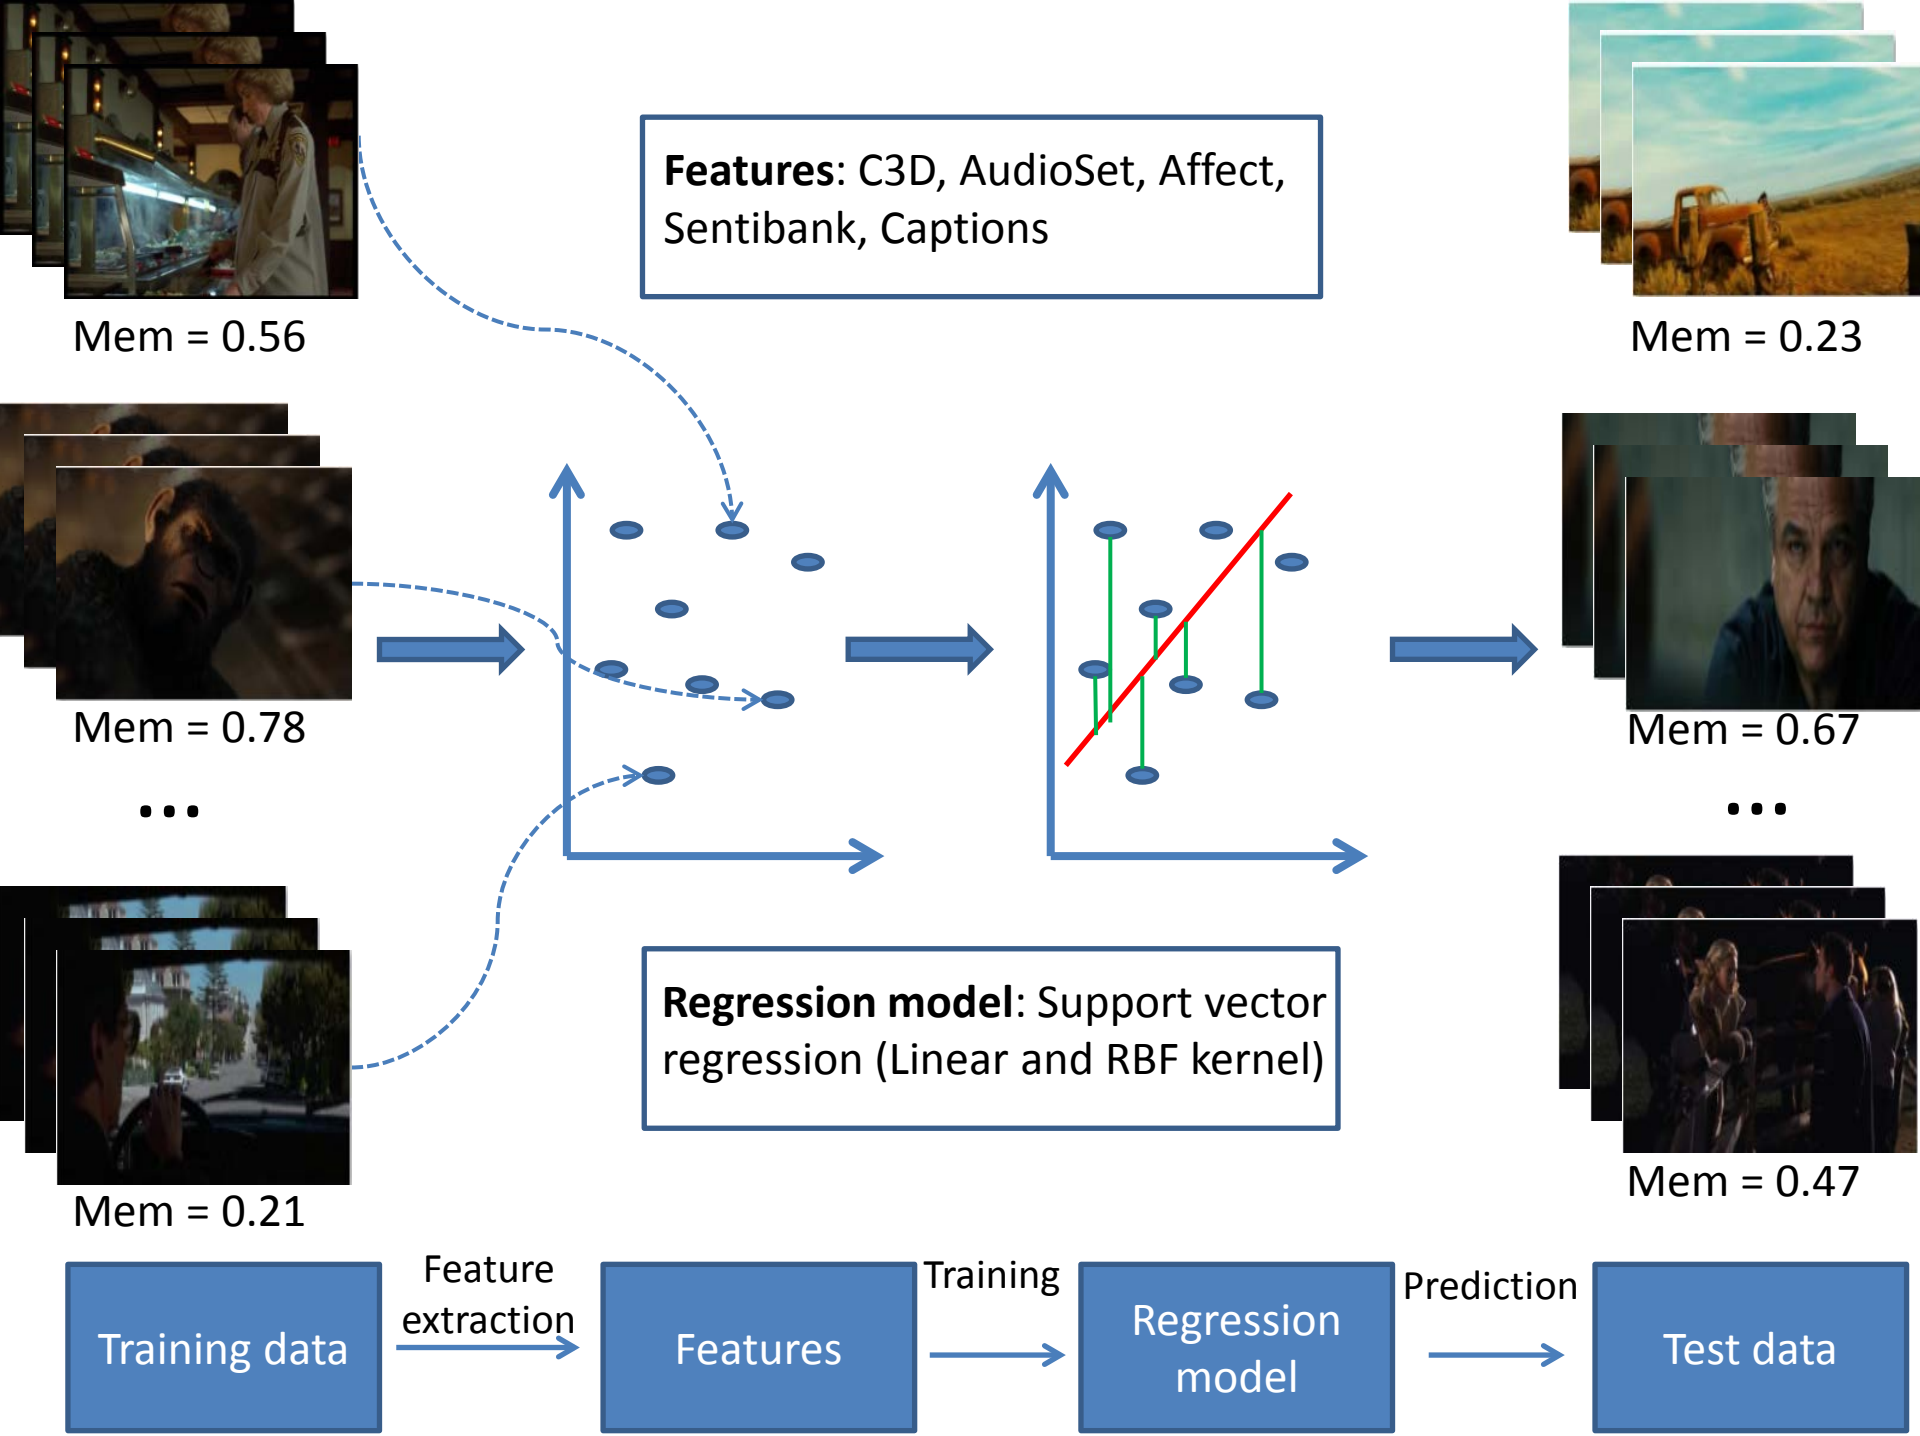 Features: C3D, AudioSet, Affect,
Sentibank, Captions
Mem = 0.56
Mem = 0.23
Mem = 0.78
Mem = 0.67
...
...
Regression model: Support vector
regression (Linear and RBF kernel)
Mem = 0.21
Mem = 0.47
Training data
Feature
extraction
Features
Training
Regression
model
Prediction
Test data